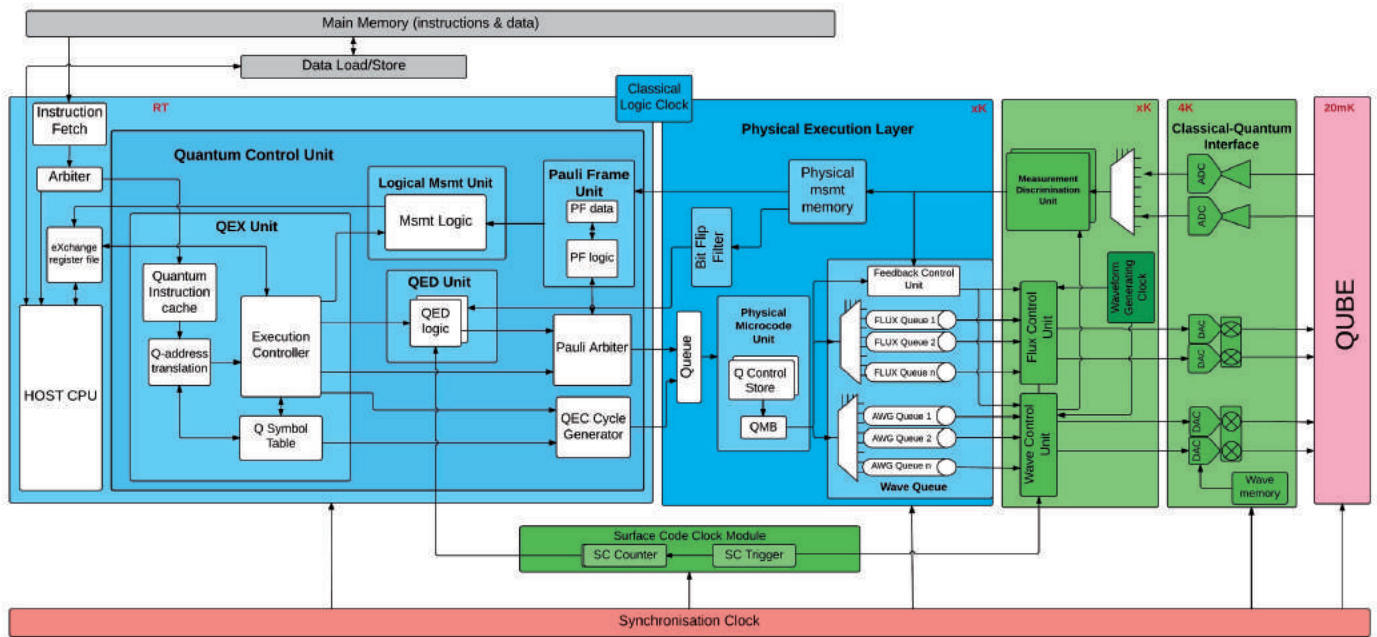 Main Memory (instructions & data)
Data Load/Store
Classical
Logic Clock
RT
Instruction
Fetch
Arbiter
eXchange
register file
HOST CPU
Quantum Control Unit
QEX Unit
Quantum
Instruction
cache
Q-address
translation
Execution
Controller
Q Symbol
Table
Logical Msmt Unit
Msmt Logic
QED Unit
QED
logic
Pauli Frame
Unit
PF data
PF logic
Pauli Arbiter
QEC Cycle
Generator
xK
Physical Execution Layer
Physical
msmt
memory
Bit Flip
Filter
Queue
Physical
Microcode
Unit
Q Control
Store
QMB
Feedback Control
Unit
FLUX Queue 1
FLUX Queue 2
FLUX Queue n
AWG Queue 1
AWG Queue 2
AWG Queue n
Wave Queue
xK
Measurement
Discrimination
Unit
Waveform
Generating
Clock
Flux Control
Unit
Wave Control
Unit
4K
Classical-Quantum
Interface
ADC
ADC
DAC
DAC
DAC
DAC
Wave
memory
20mK
QUBE
Surface Code Clock Module
SC Counter
SC Trigger
Synchronisation Clock